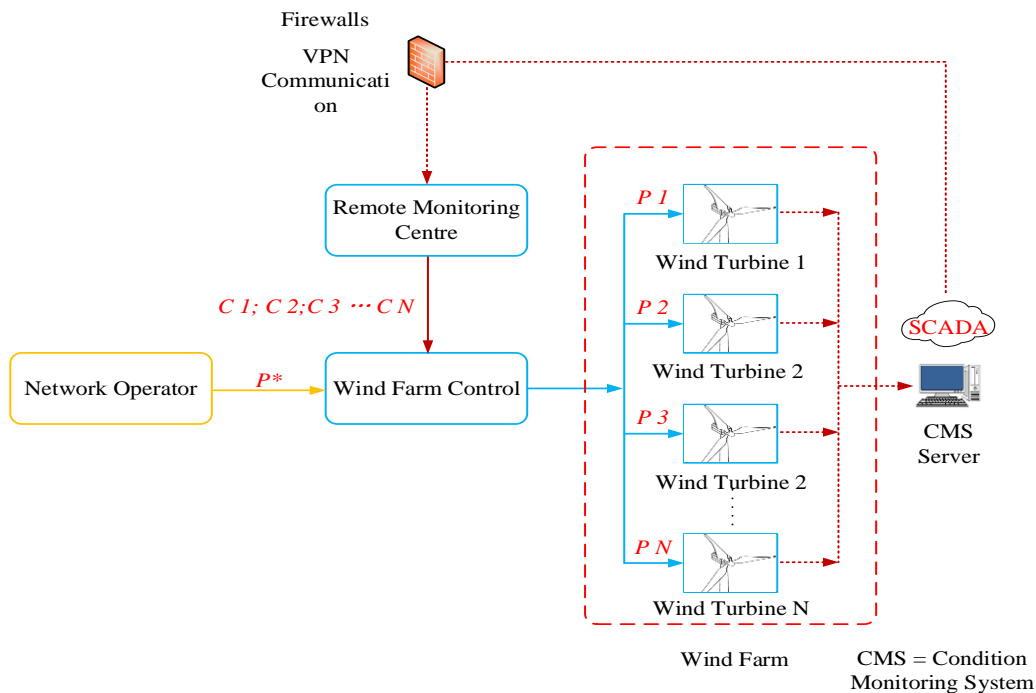 Firewalls
VPN
Communicati
on
Remote Monitoring
Centre
C 1; C 2;C 3 ··· C N
Network Operator
P*
Wind Farm Control
P 1
Wind Turbine 1
P 2
Wind Turbine 2
P 3
Wind Turbine 2
P N
Wind Turbine N
SCADA
CMS
Server
Wind Farm
CMS = Condition
Monitoring System